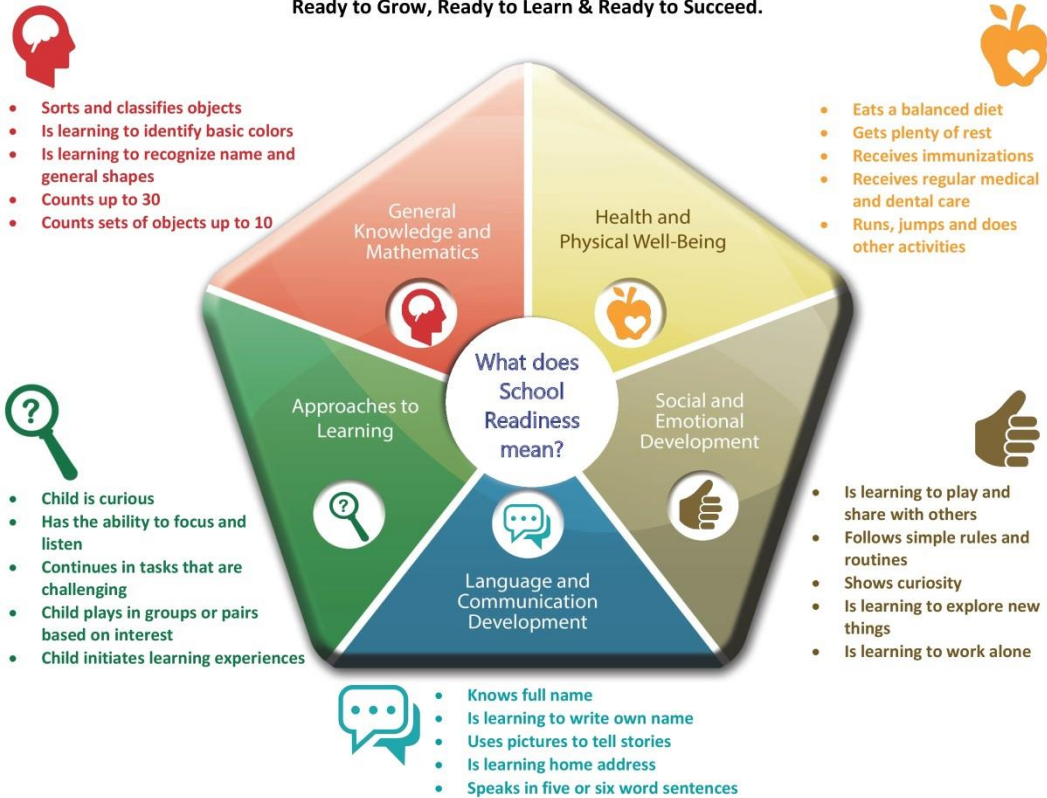 Ready to Grow, Ready to Learn & Ready to Succeed.
• Sorts and classifies objects
• Is learning to identify basic colors
• Is learning to recognize name and
general shapes
• Counts up to 30
• Counts sets of objects up to 10
• Eats a balanced diet
• Gets plenty of rest
• Receives immunizations
• Receives regular medical
and dental care
• Runs, jumps and does
other activities
General
Knowledge and
Mathematics
Health and
Physical Well-Being
What does
School
Readiness
mean?
Approaches to
Learning
Social and
Emotional
Development
Language and
Communication
Development
?
?
• Child is curious
• Has the ability to focus and
listen
• Continues in tasks that are
challenging
• Child plays in groups or pairs
based on interest
• Child initiates learning experiences
• Is learning to play and
share with others
• Follows simple rules and
routines
• Shows curiosity
• Is learning to explore new
things
• Is learning to work alone
• Knows full name
• Is learning to write own name
• Uses pictures to tell stories
• Is learning home address
• Speaks in five or six word sentences